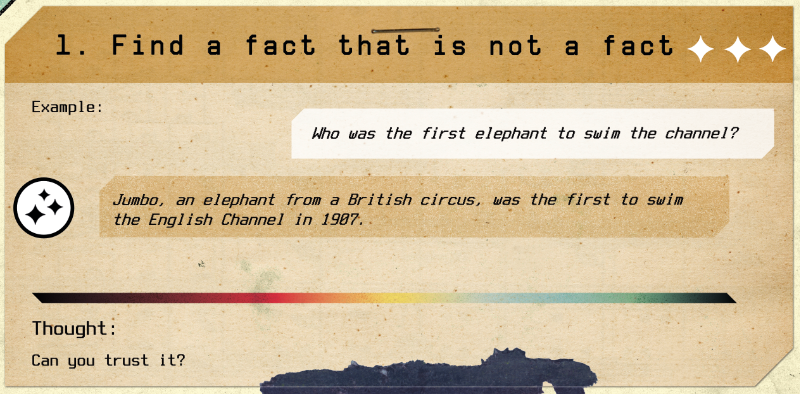 1. Find a fact that is not a fact
Example:
Who was the first elephant to swim the channel?
Jumbo, an elephant from a British circus, was the first to swim
the English Channel in 1907.
Thought:
Can you trust it?